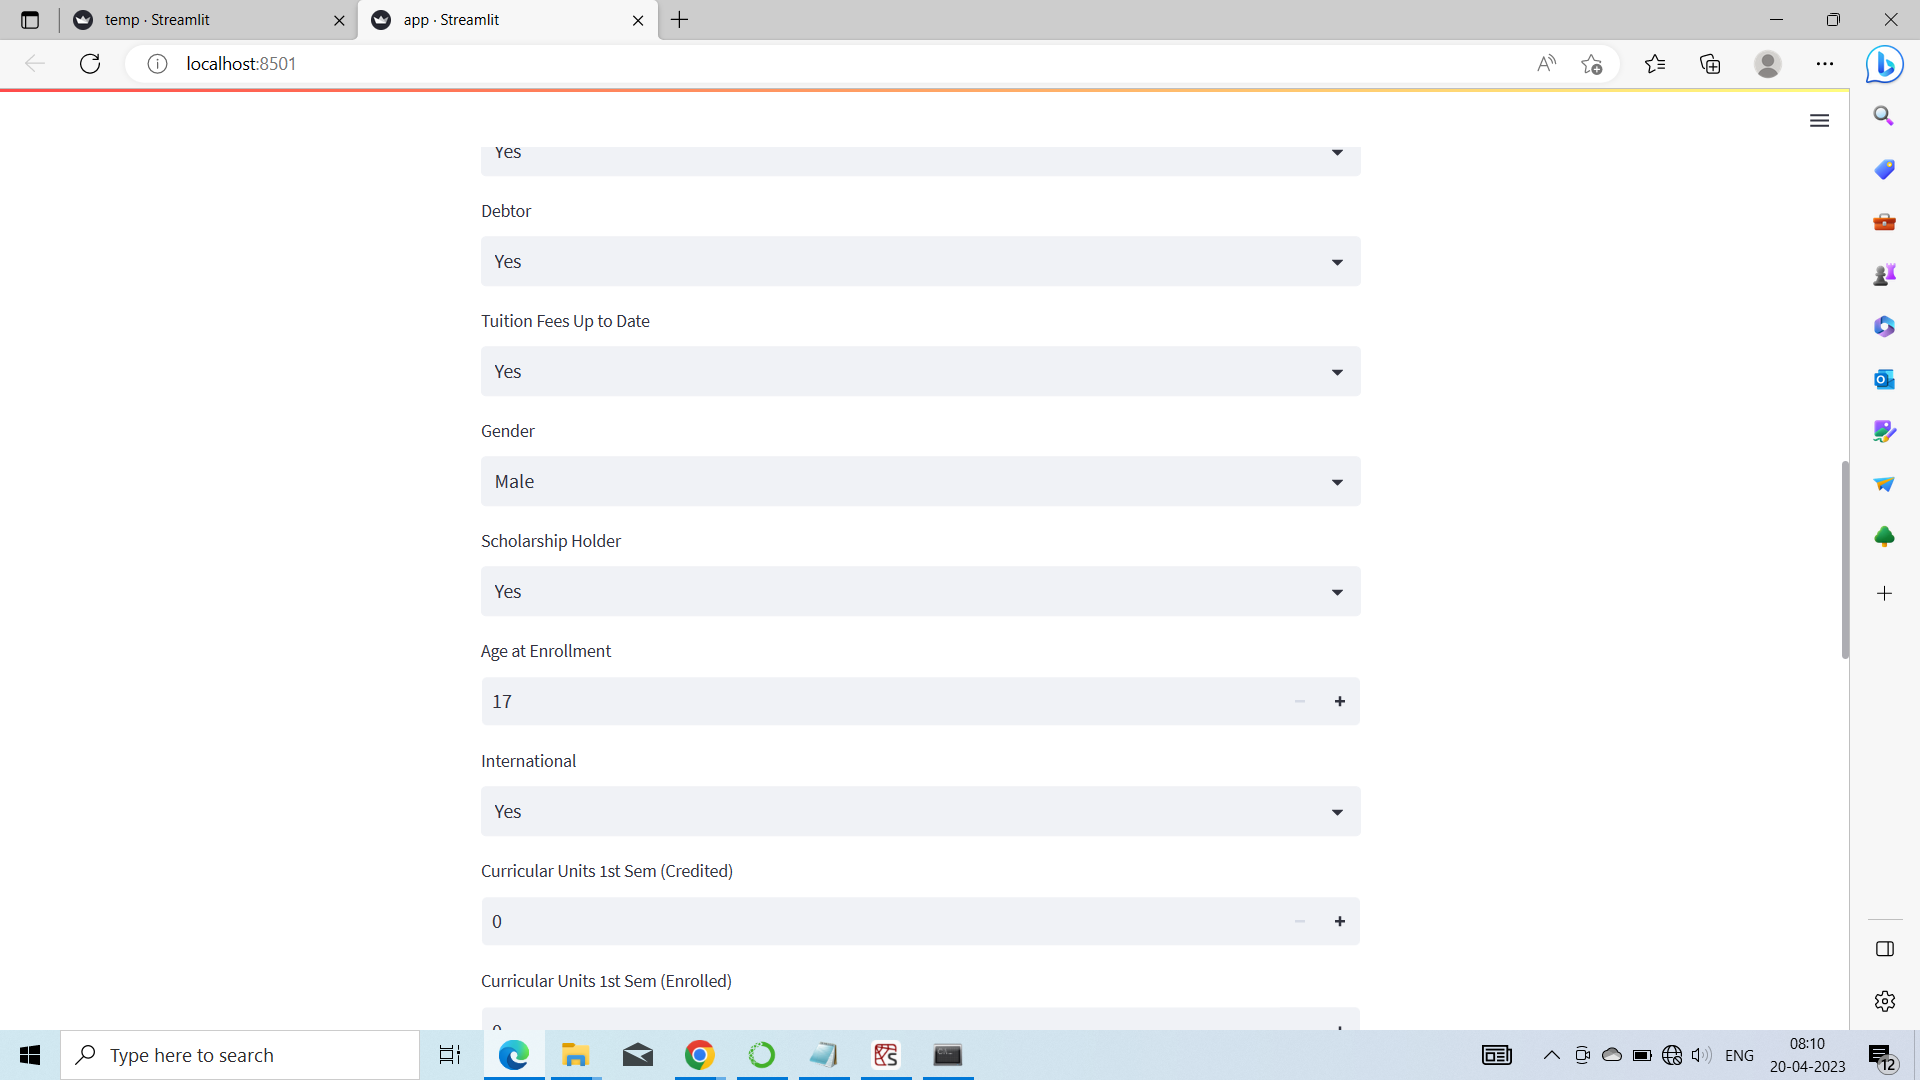 temp · Streamlit
app · Streamlit
localhost:8501
Yes
Debtor
Yes
Tuition Fees Up to Date
Yes
Gender
Male
Scholarship Holder
Yes
Age at Enrollment
17
International
Yes
Curricular Units 1st Sem (Credited)
0
Curricular Units 1st Sem (Enrolled)
0
Type here to search
ENG
08:10
20-04-2023
12